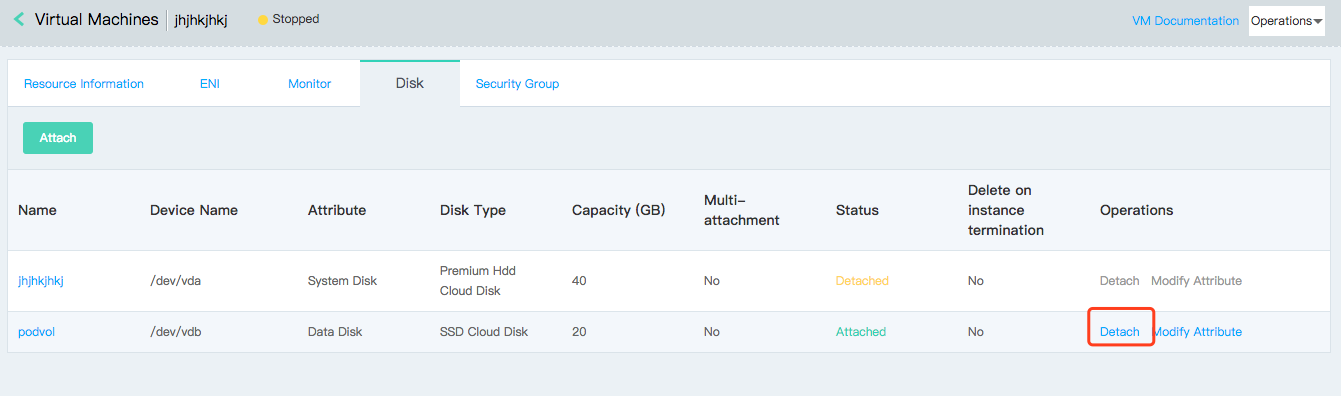 Virtual Machines jhjhkjhkj Stopped VM Documentation Operations
Resource Information ENI Monitor Disk Security Group
Attach
Name Device Name Attribute Disk Type Capacity (GB) Multi-attachment Status Delete on instance termination Operations
jhjhkjhkj /dev/vda System Disk Premium Hdd Cloud Disk 40 No Detached No Detach Modify Attribute
podvol /dev/vdb Data Disk SSD Cloud Disk 20 No Attached No Detach Modify Attribute